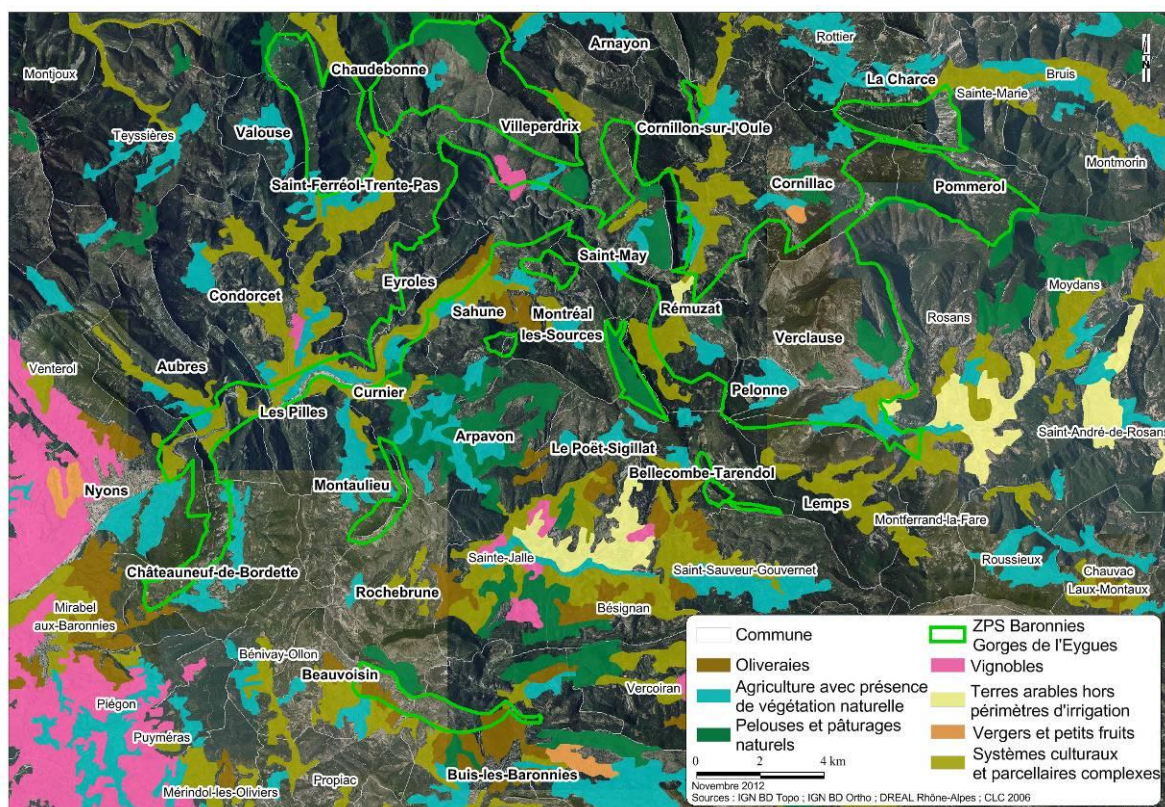 Arnayon
Rottier
Montjoux
Chaudebonne
La Charce
Bruis
Sainte-Marie
Teyssières
Valouse
Villeperdrix
Cornillon-sur-l'Oule
Montmorin
Saint-Ferréol-Trente-Pas
Cornillac
Pommerol
Saint-May
Eyroles
Condorcet
Moydans
Sahune
Montréal
les-Sources
Rémuzat
Rosans
Verclause
Venterol
Aubres
Curnier
Pelonne
Les Pilles
Arpavon
Saint-André-de-Rosans
Le Poët-Sigillat
Bellecombe-Tarendol
Nyons
Montaulieu
Lemps
Montferrand-la-Fare
Sainte-Jalle
Roussieux
Châteauneuf-de-Bordette
Saint-Sauveur-Gouvernet
Chauvac
Laux-Montaux
Rochebrune
Mirabel
aux-Baronnies
Bésignan
Bénivay-Ollon
Beauvoisin
Vercoiran
Piégon
Puyméras
Buis-les-Baronnies
Propiac
Mérindol-les-Oliviers
Commune
Oliveraies
Agriculture avec présence
de végétation naturelle
Pelouses et pâturages
naturels
ZPS Baronnies
Gorges de l'Eygues
Vignobles
Terres arables hors
périmètres d'irrigation
Vergers et petits fruits
Systèmes culturaux
et parcellaires complexes
0 2 4 km
Novembre 2012
Sources : IGN BD Topo ; IGN BD Ortho ; DREAL Rhône-Alpes ; CLC 2006